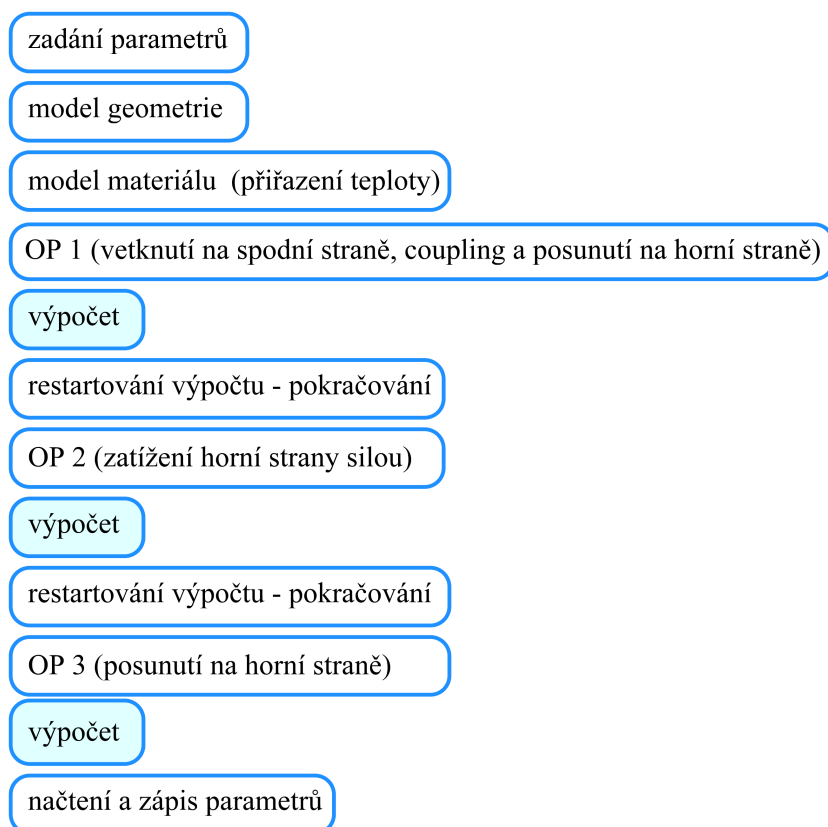 zadání parametrů
model geometrie
model materiálu (přiřazení teploty)
OP 1 (vetknutí na spodní straně, coupling a posunutí na horní straně)
výpočet
restartování výpočtu - pokračování
OP 2 (zatížení horní strany silou)
výpočet
restartování výpočtu - pokračování
OP 3 (posunutí na horní straně)
výpočet
načtení a zápis parametrů